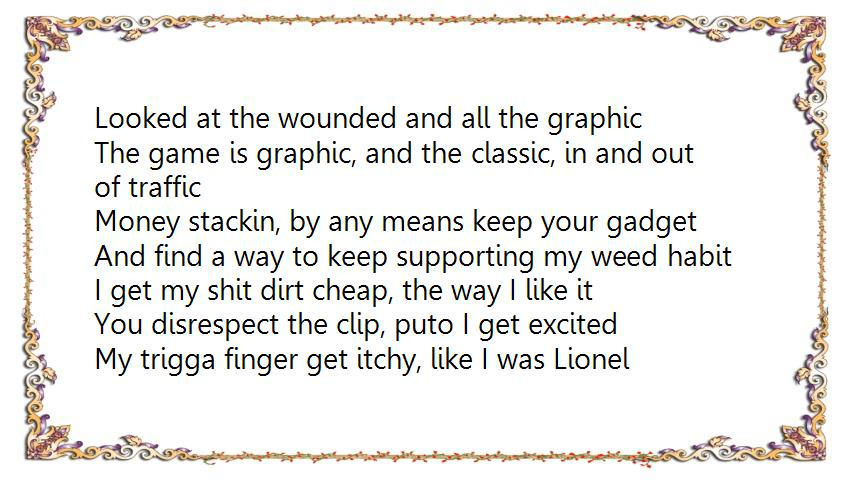 Looked at the wounded and all the graphic
The game is graphic, and the classic, in and out
of traffic
Money stackin, by any means keep your gadget
And find a way to keep supporting my weed habit
I get my shit dirt cheap, the way I like it
You disrespect the clip, puto I get excited
My trigga finger get itchy, like I was Lionel